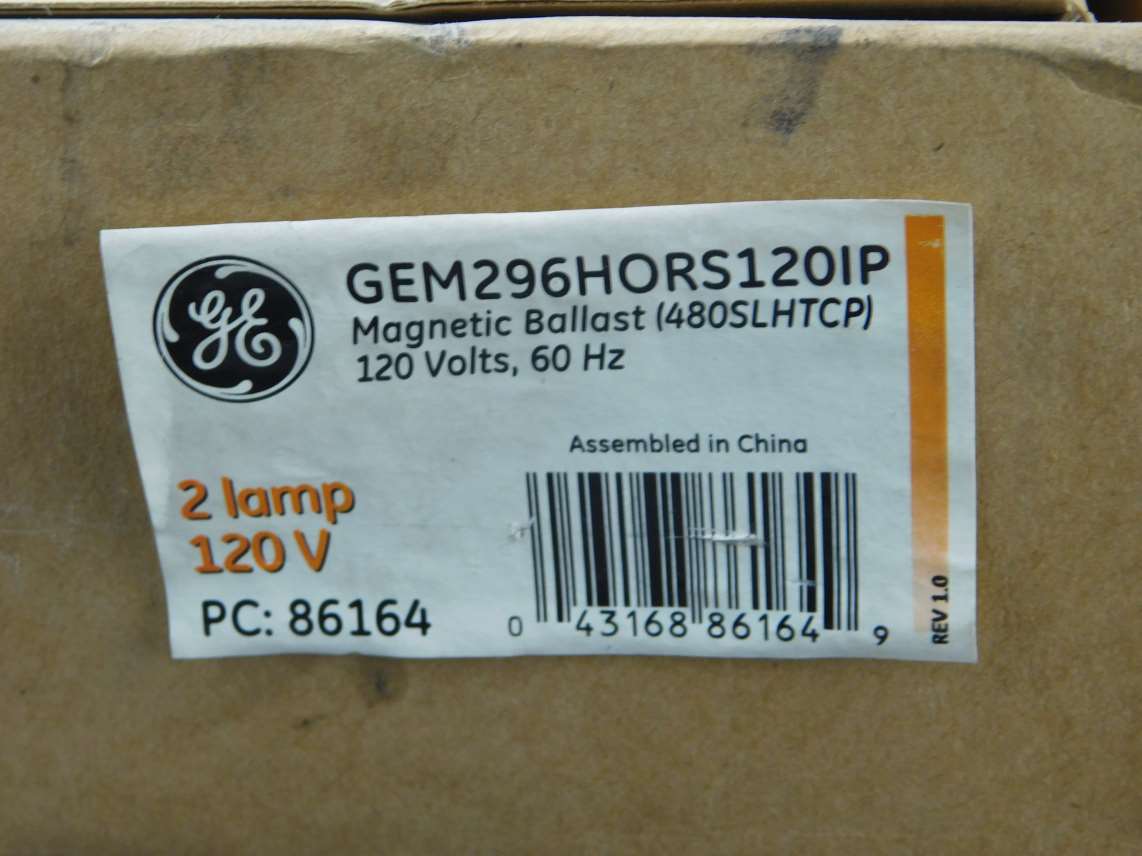 GE
GEM296HORS120IP
Magnetic Ballast (480SLHTCP)
120 Volts, 60 Hz
Assembled in China
2 lamp
120 V
PC: 86164
0 43168 86164 9
REV 1.0